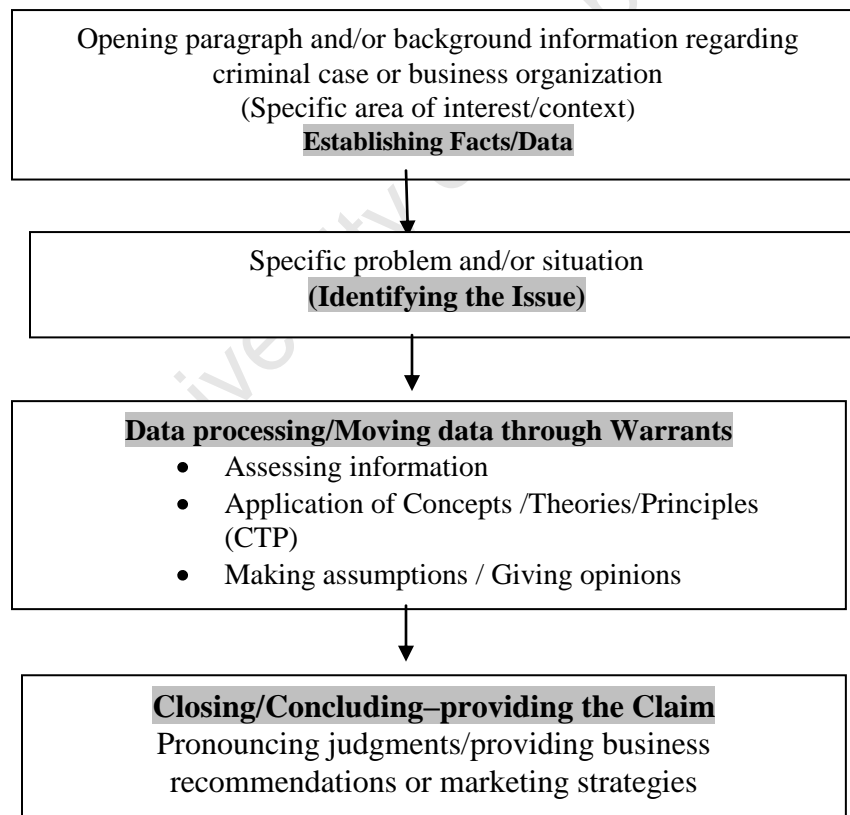 Opening paragraph and/or background information regarding
criminal case or business organization
(Specific area of interest/context)
Establishing Facts/Data
Specific problem and/or situation
(Identifying the Issue)
Data processing/Moving data through Warrants
• Assessing information
• Application of Concepts /Theories/Principles
(CTP)
• Making assumptions / Giving opinions
Closing/Concluding–providing the Claim
Pronouncing judgments/providing business
recommendations or marketing strategies